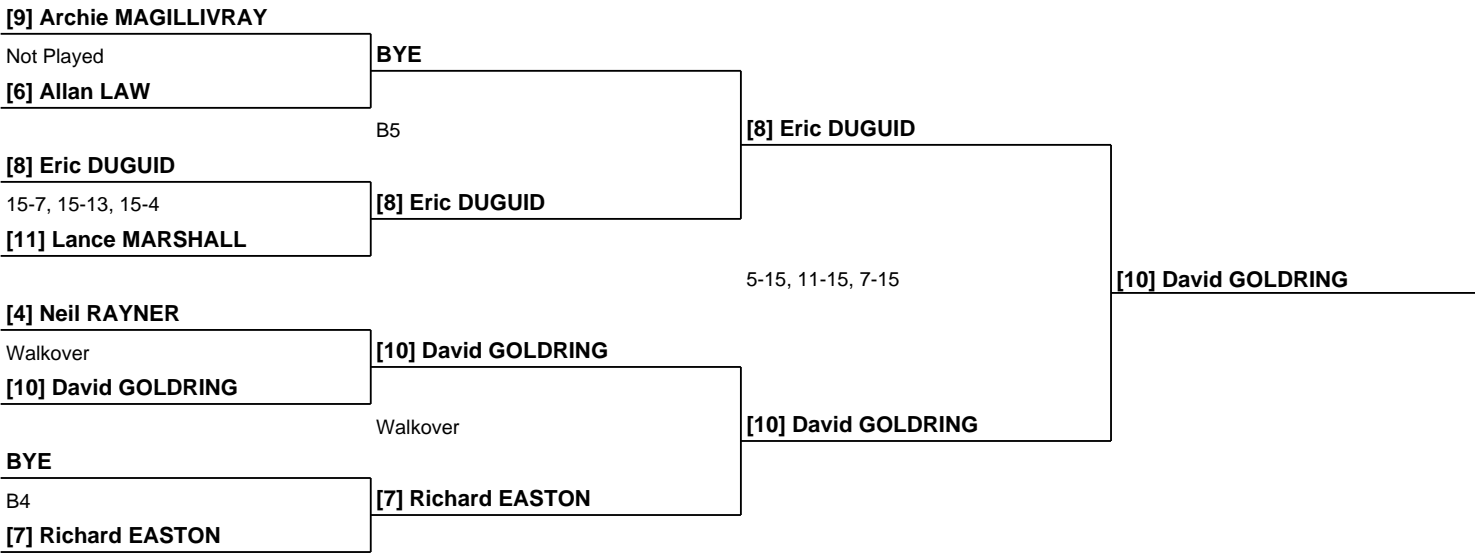 [9] Archie MAGILLIVRAY
Not Played
[6] Allan LAW
BYE
B5
[8] Eric DUGUID
[8] Eric DUGUID
15-7, 15-13, 15-4
[11] Lance MARSHALL
[8] Eric DUGUID
5-15, 11-15, 7-15
[10] David GOLDRING
[4] Neil RAYNER
Walkover
[10] David GOLDRING
[10] David GOLDRING
Walkover
[10] David GOLDRING
BYE
B4
[7] Richard EASTON
[7] Richard EASTON